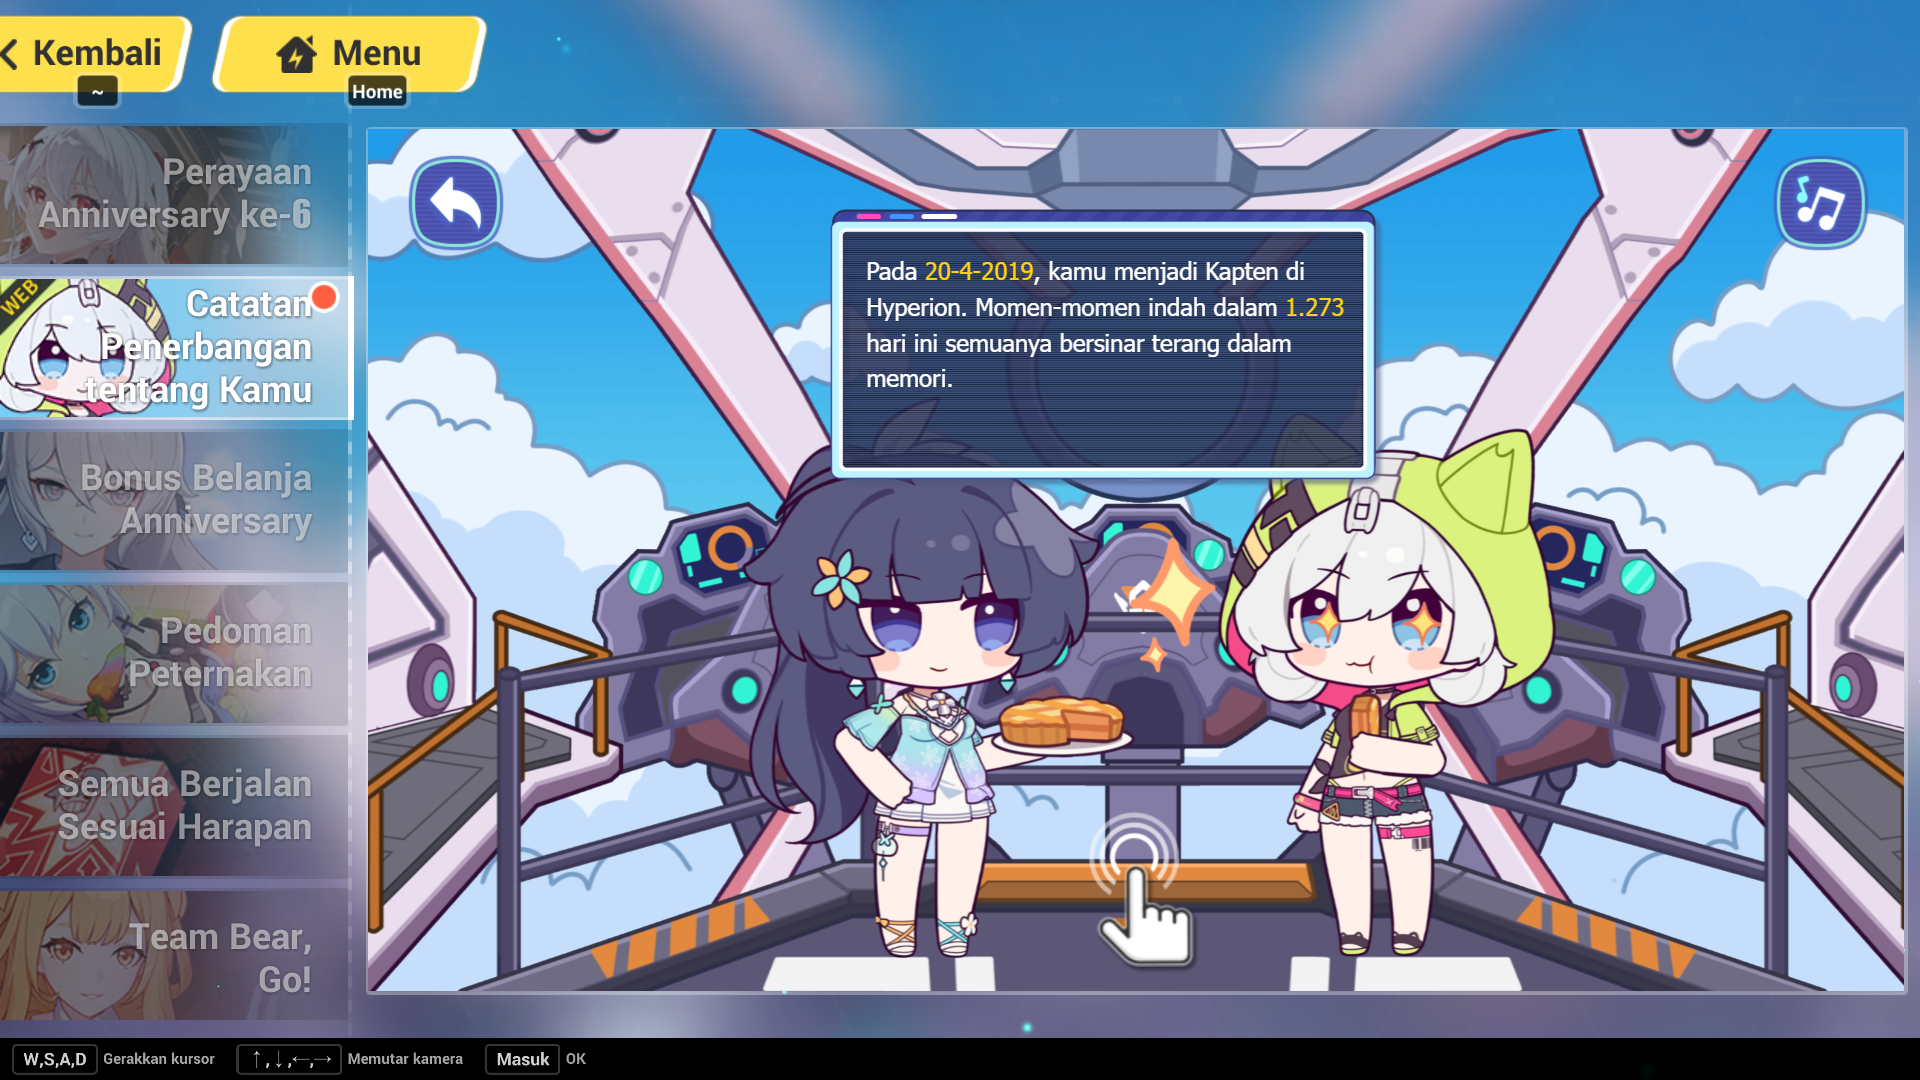 Kembali
~
Menu
Home
Perayaan
Anniversary ke-6
WEB
Catatan
Penerbangan
tentang Kamu
Bonus Belanja
Anniversary
Pedoman
Peternakan
Semua Berjalan
Sesuai Harapan
Team Bear,
Go!
Pada 20-4-2019, kamu menjadi Kapten di
Hyperion. Momen-momen indah dalam 1.273
hari ini semuanya bersinar terang dalam
memori.
W,S,A,D Gerakkan kursor ↑,↓,←,→ Memutar kamera Masuk OK